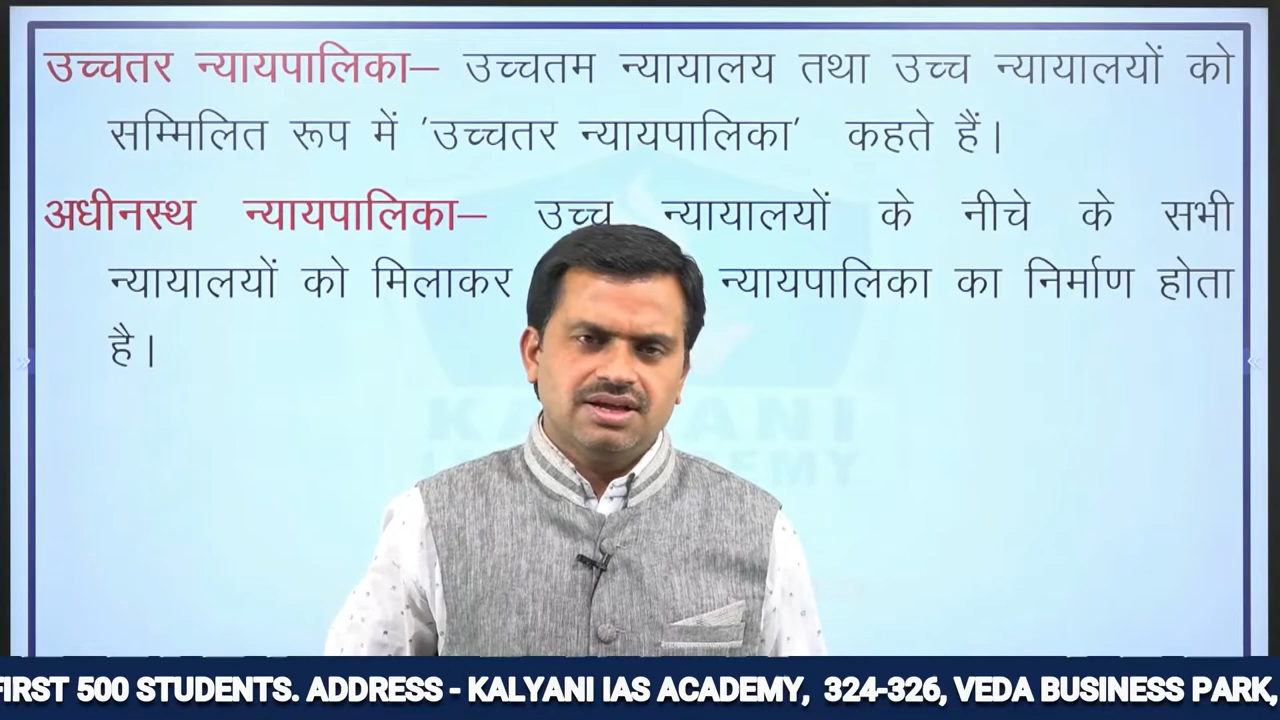 उच्चतर न्यायपालिका– उच्चतम न्यायालय तथा उच्च न्यायालयों को
सम्मिलित रूप में 'उच्चतर न्यायपालिका' कहते हैं।
अधीनस्थ न्यायपालिका– उच्च न्यायालयों के नीचे के सभी
न्यायालयों को मिलाकर न्यायपालिका का निर्माण होता
है।
KALYANI
FIRST 500 STUDENTS. ADDRESS - KALYANI IAS ACADEMY, 324-326, VEDA BUSINESS PARK,